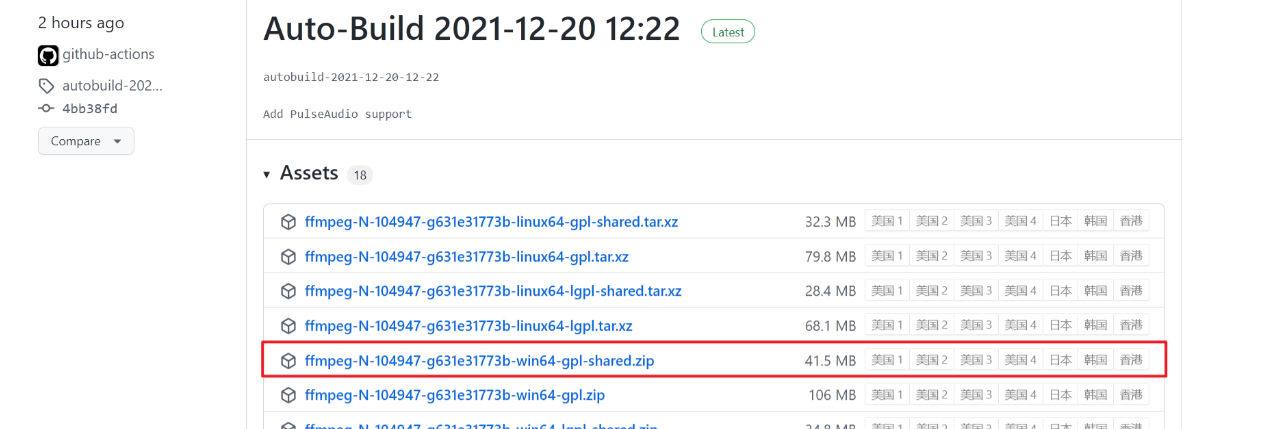 2 hours ago
github-actions
autobuild-202...
4bb38fd
Compare
Auto-Build 2021-12-20 12:22 Latest
autobuild-2021-12-20-12-22
Add PulseAudio support
Assets 18
ffmpeg-N-104947-g631e31773b-linux64-gpl-shared.tar.xz 32.3 MB 美国 1 美国 2 美国 3 美国 4 日本 韩国 香港
ffmpeg-N-104947-g631e31773b-linux64-gpl.tar.xz 79.8 MB 美国 1 美国 2 美国 3 美国 4 日本 韩国 香港
ffmpeg-N-104947-g631e31773b-linux64-lgpl-shared.tar.xz 28.4 MB 美国 1 美国 2 美国 3 美国 4 日本 韩国 香港
ffmpeg-N-104947-g631e31773b-linux64-lgpl.tar.xz 68.1 MB 美国 1 美国 2 美国 3 美国 4 日本 韩国 香港
ffmpeg-N-104947-g631e31773b-win64-gpl-shared.zip 41.5 MB 美国 1 美国 2 美国 3 美国 4 日本 韩国 香港
ffmpeg-N-104947-g631e31773b-win64-gpl.zip 106 MB 美国 1 美国 2 美国 3 美国 4 日本 韩国 香港
ffmpeg-N-104947-g631e31773b-win64-lgpl-shared.zip 34.8 MB 美国 1 美国 2 美国 3 美国 4 日本 韩国 香港